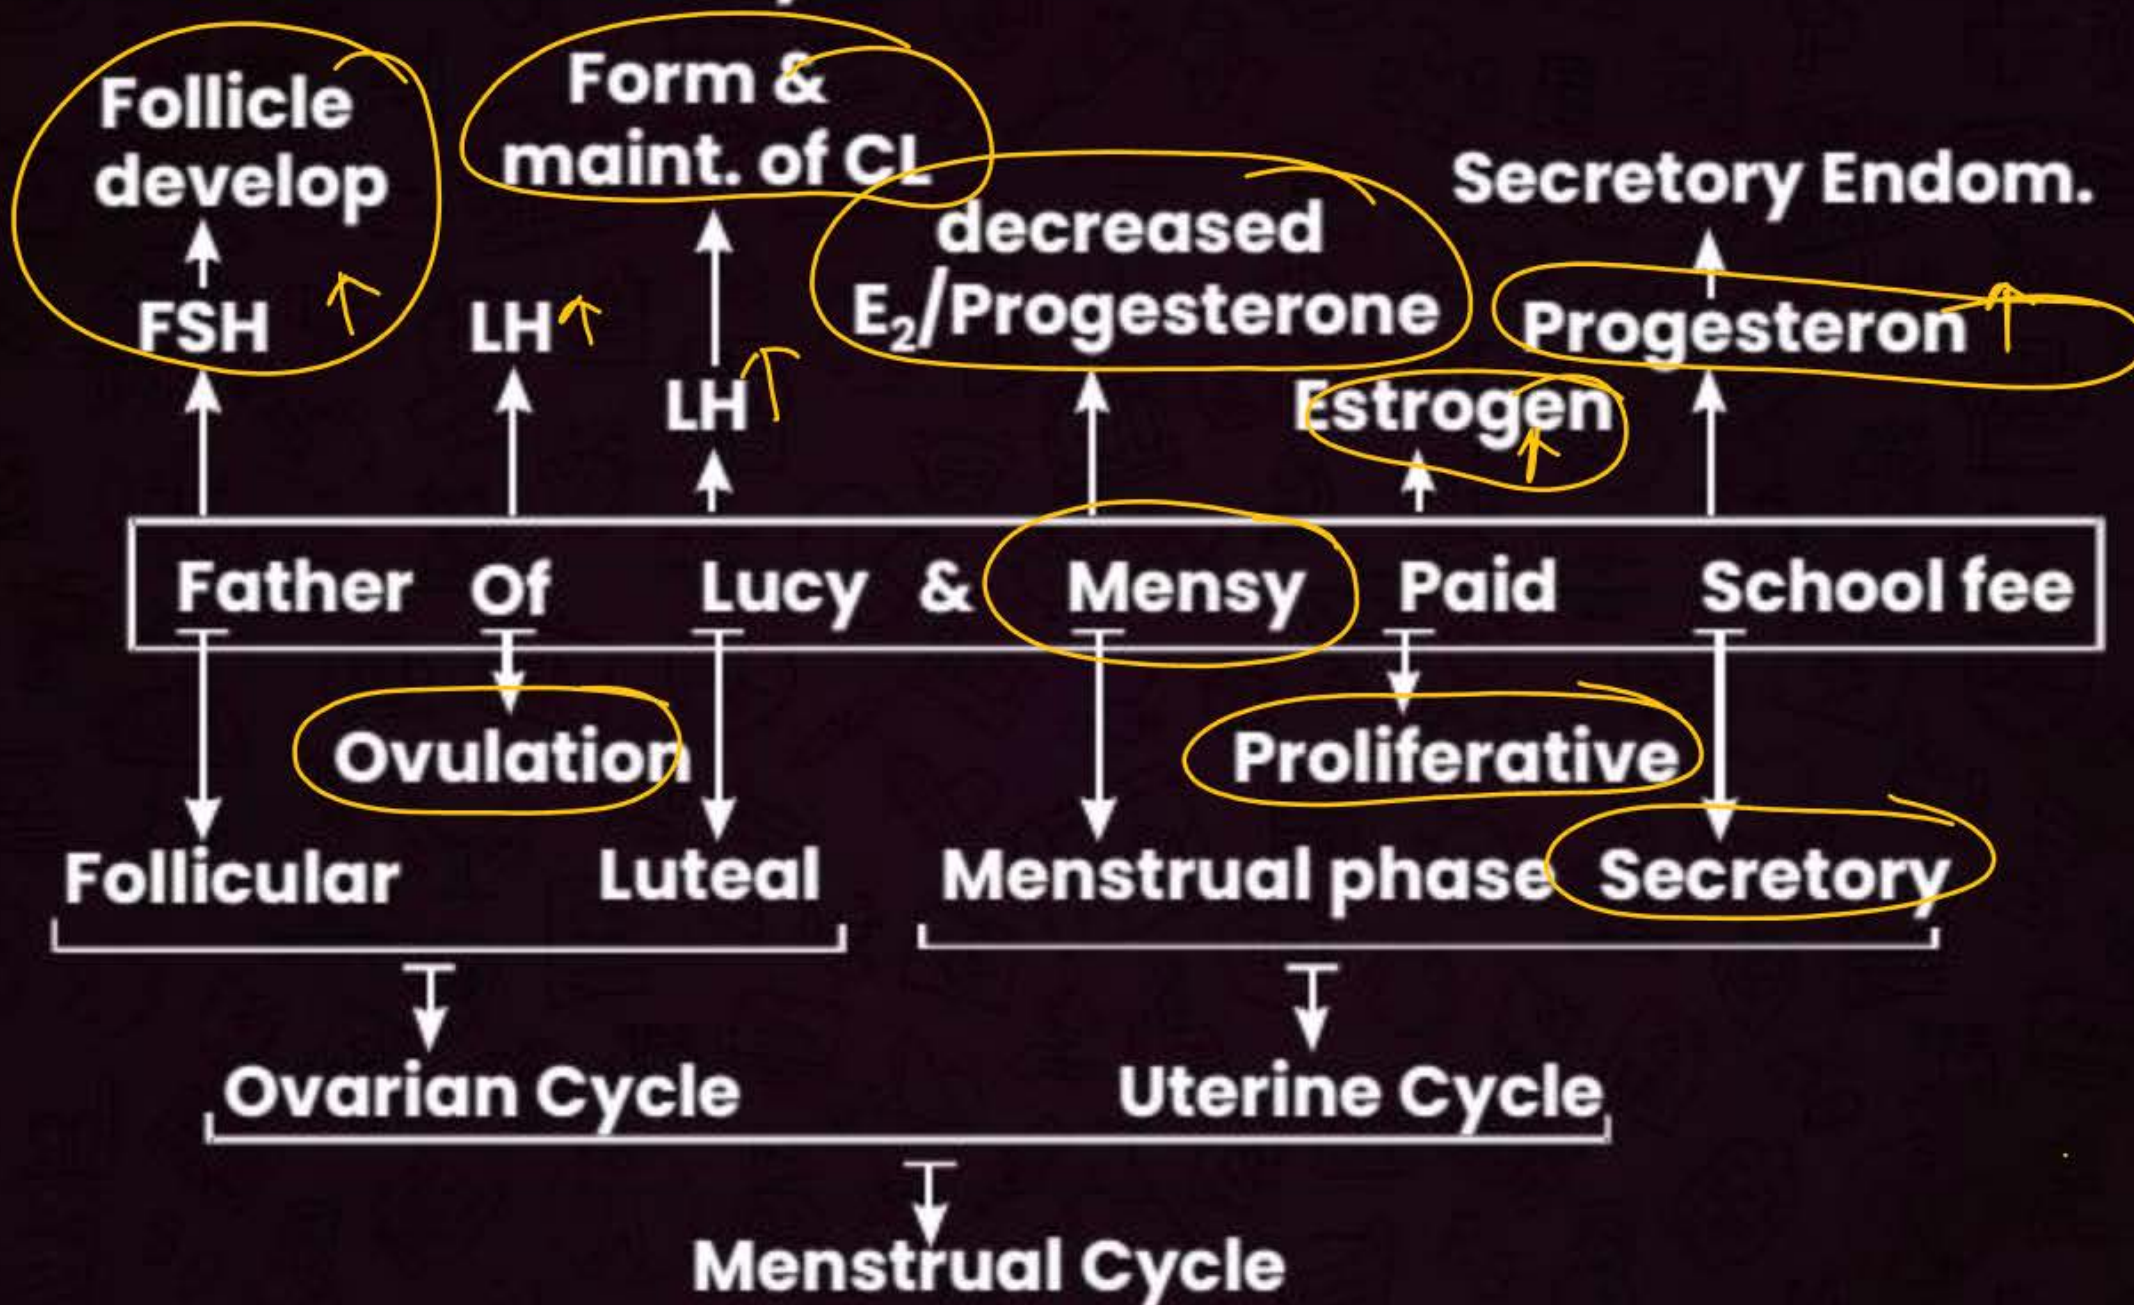 Follicle
develop
Form &
maint. of CL
decreased
E₂/Progesterone
Secretory Endom.
FSH ↑
LH ↑
LH ↑
Estrogen ↑
Progesteron ↑
Father Of Lucy & Mensy Paid School fee
Ovulation
Proliferative
Follicular
Luteal
Menstrual phase
Secretory
Ovarian Cycle
Uterine Cycle
Menstrual Cycle